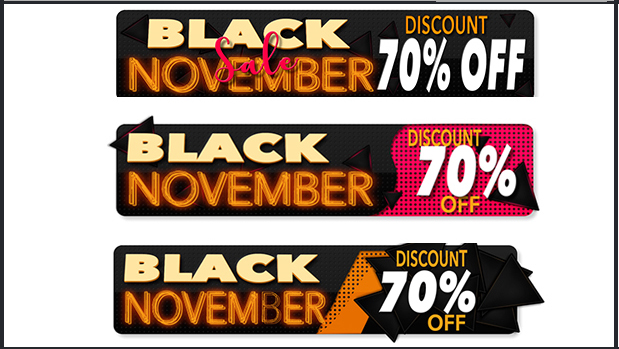 BLACK
Sale
NOVEMBER
DISCOUNT
70% OFF
BLACK
NOVEMBER
DISCOUNT
70%
OFF
BLACK
NOVEMBER
DISCOUNT
70%
OFF